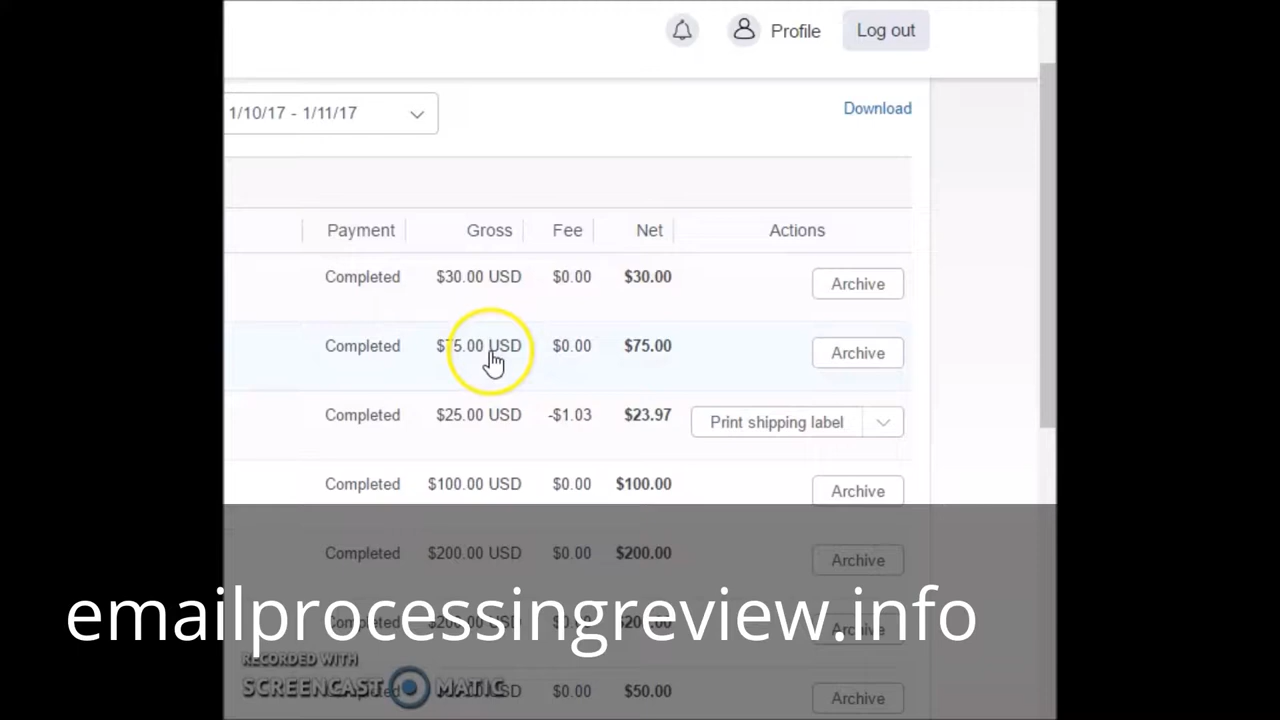 Profile
Log out
1/10/17 - 1/11/17
Download
Payment Gross Fee Net Actions
Completed $30.00 USD $0.00 $30.00 Archive
Completed $75.00 USD $0.00 $75.00 Archive
Completed $25.00 USD -$1.03 $23.97 Print shipping label
Completed $100.00 USD $0.00 $100.00 Archive
Completed $200.00 USD $0.00 $200.00 Archive
emailprocessingreview.info
RECORDED WITH
SCREENCAST MATIC
$0.00 $50.00 Archive